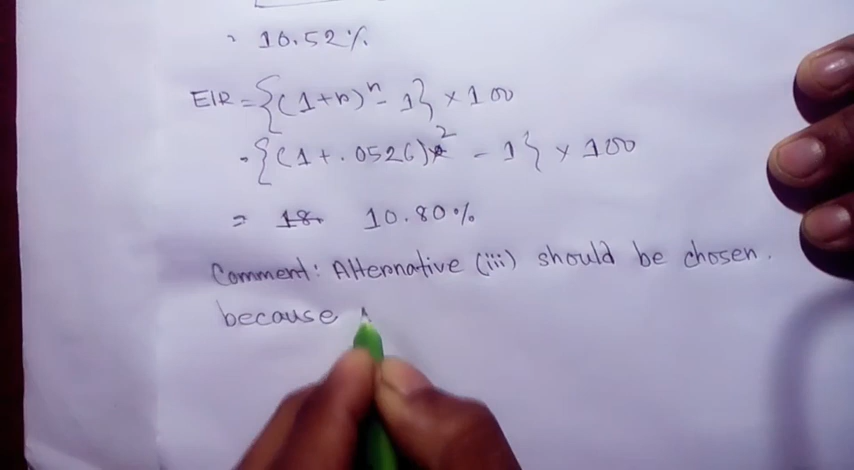 = 10.52%
EIR = {(1+r)ⁿ - 1} × 100
= {(1+.0526)² - 1} × 100
= 18. 10.80%
Comment: Alternative (iii) should be chosen.
because